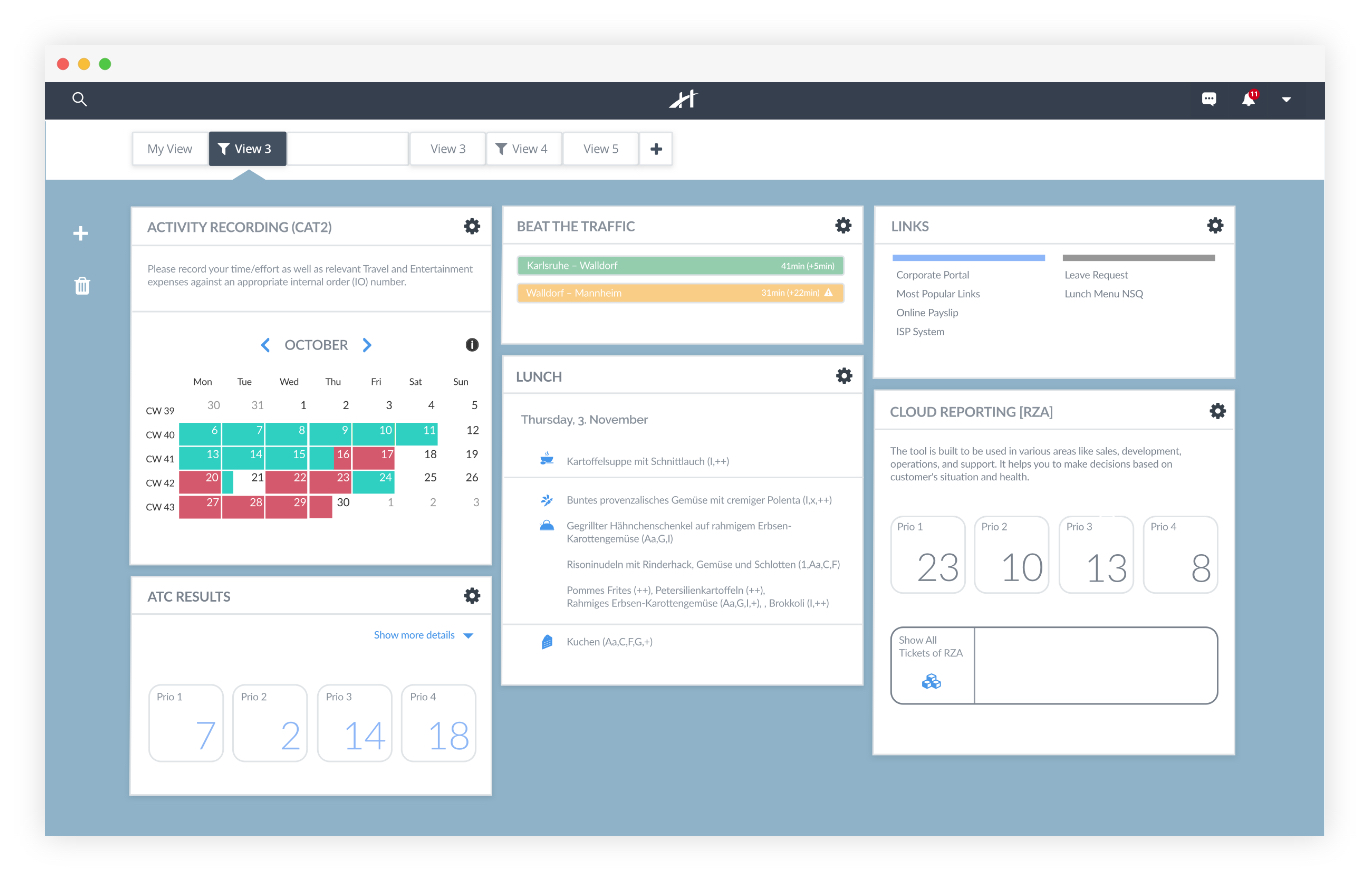 11
My View
View 3
View 3
View 4
View 5
ACTIVITY RECORDING (CAT2)
Please record your time/effort as well as relevant Travel and Entertainment
expenses against an appropriate internal order (IO) number.
OCTOBER
Mon Tue Wed Thu Fri Sat Sun
CW 39 30 31 1 2 3 4 5
CW 40 6 7 8 9 10 11 12
CW 41 13 14 15 16 17 18 19
CW 42 20 21 22 23 24 25 26
CW 43 27 28 29 30 1 2 3
ATC RESULTS
Show more details
Prio 1 Prio 2 Prio 3 Prio 4
7 2 14 18
BEAT THE TRAFFIC
Karlsruhe – Walldorf 41min (+5min)
Walldorf – Mannheim 31min (+22min)
LUNCH
Thursday, 3. November
Kartoffelsuppe mit Schnittlauch (I,++)
Buntes provenzalisches Gemüse mit cremiger Polenta (I,x,++)
Gegrillter Hähnchenschenkel auf rahmigem Erbsen-
Karottengemüse (Aa,G,I)
Risoninudeln mit Rinderhack, Gemüse und Schlotten (1,Aa,C,F)
Pommes Frites (++), Petersilienkartoffeln (++),
Rahmiges Erbsen-Karottengemüse (Aa,G,I,+), , Brokkoli (I,++)
Kuchen (Aa,C,F,G,+)
LINKS
Corporate Portal
Most Popular Links
Online Payslip
ISP System
Leave Request
Lunch Menu NSQ
CLOUD REPORTING [RZA]
The tool is built to be used in various areas like sales, development,
operations, and support. It helps you to make decisions based on
customer's situation and health.
Prio 1 Prio 2 Prio 3 Prio 4
23 10 13 8
Show All
Tickets of RZA